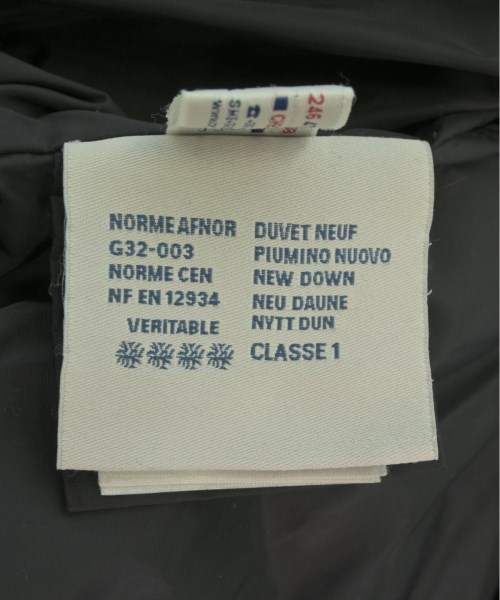 NORME AFNOR
G32-003
NORME CEN
NF EN 12934
VERITABLE
DUVET NEUF
PIUMINO NUOVO
NEW DOWN
NEU DAUNE
NYTT DUN
CLASSE 1
246